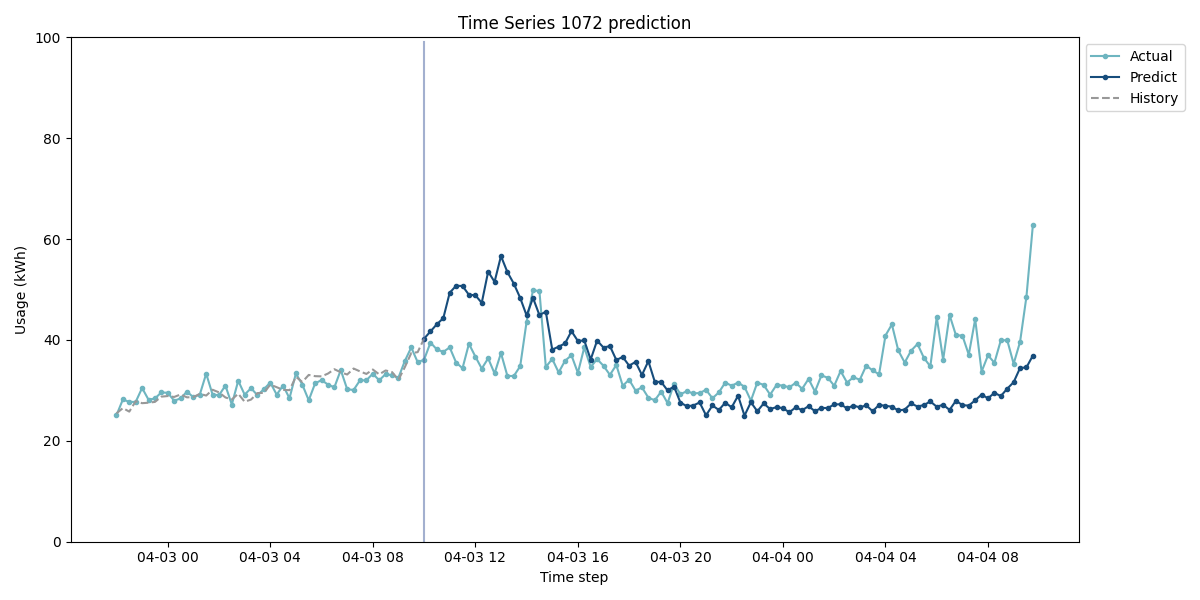 Time Series 1072 prediction
Usage (kWh)
100
80
60
40
20
0
04-03 00
04-03 04
04-03 08
04-03 12
04-03 16
04-03 20
04-04 00
04-04 04
04-04 08
Time step
Actual
Predict
History